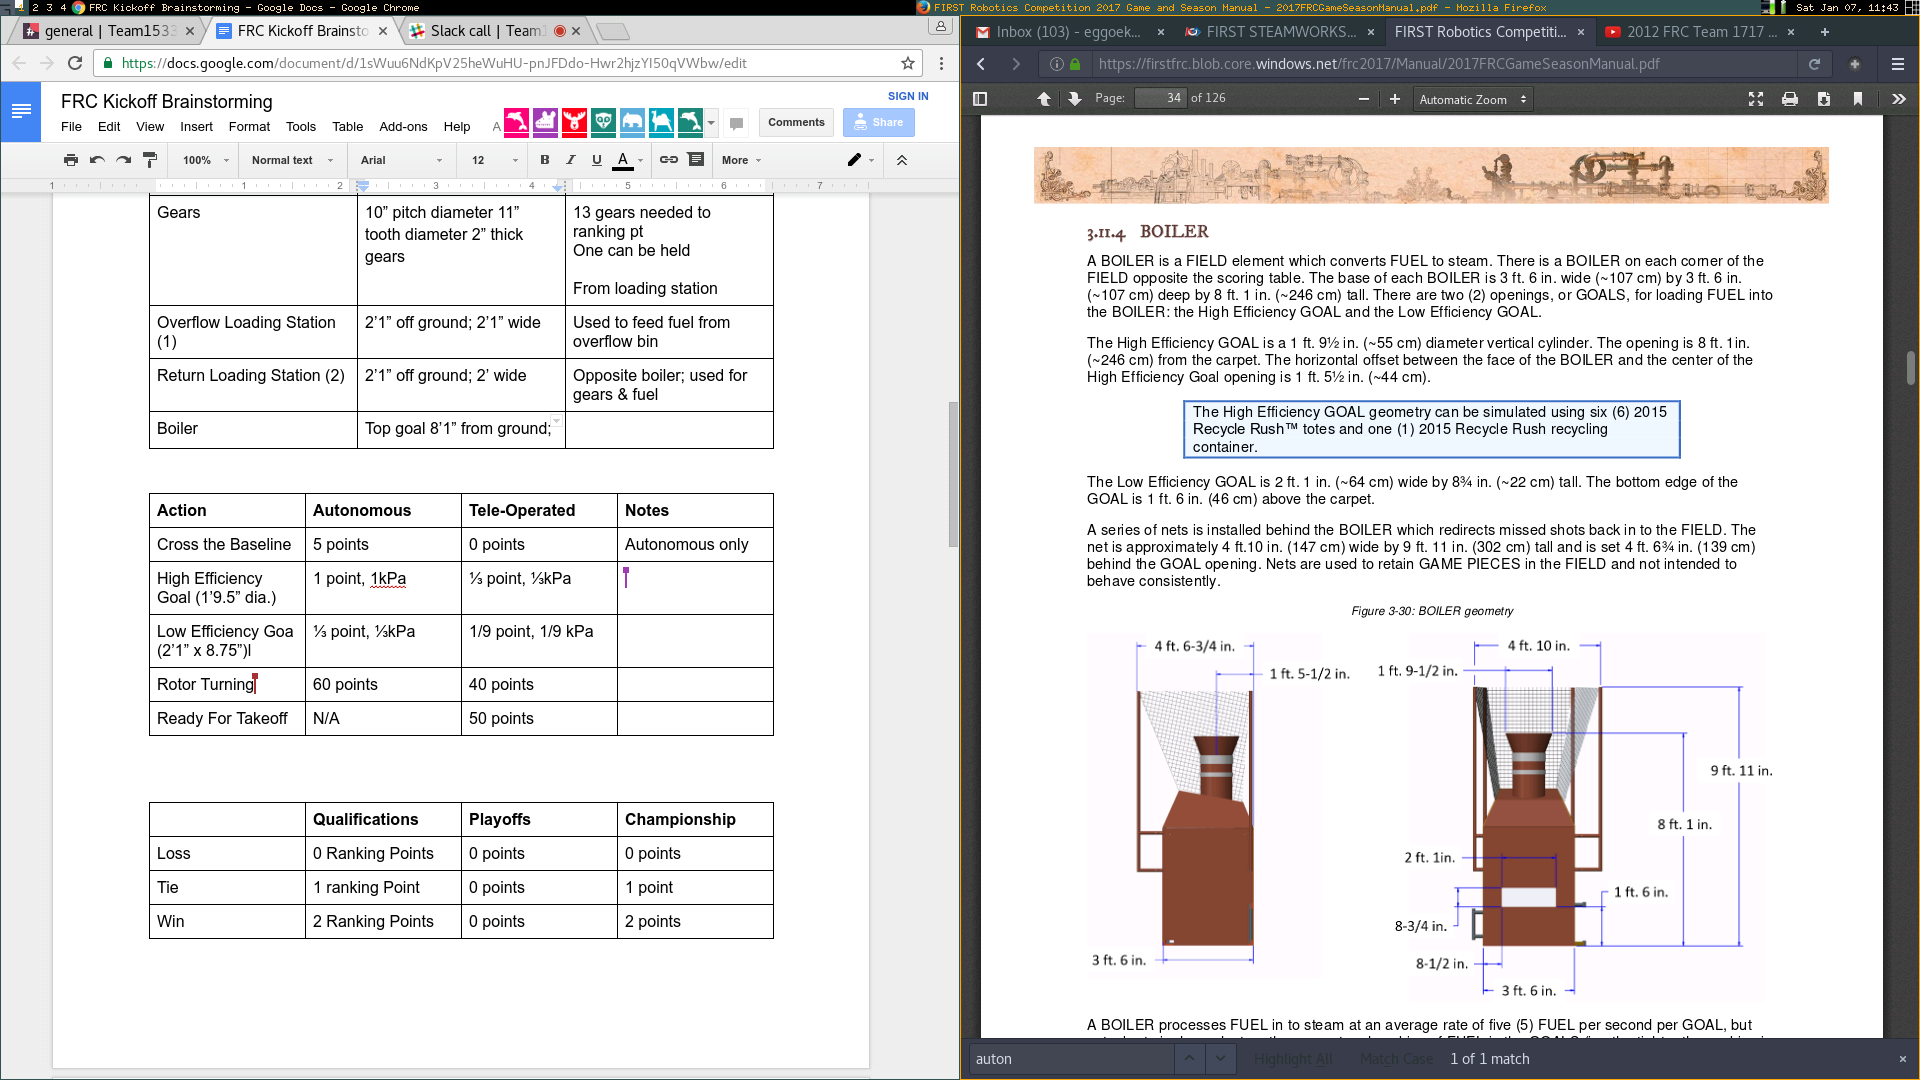 2 3 4 FRC Kickoff Brainstorming - Google Docs - Google Chrome
FIRST Robotics Competition 2017 Game and Season Manual - 2017FRCGameSeasonManual.pdf - Mozilla Firefox
Sat Jan 07, 11:43
general | Team1533
FRC Kickoff Brainsto
Slack call | Team1
https://docs.google.com/document/d/1sWuu6NdKpV25heWuHU-pnJFDdo-Hwr2hjzYI50qVWbw/edit
FRC Kickoff Brainstorming
SIGN IN
File Edit View Insert Format Tools Table Add-ons Help A
Comments
Share
100% Normal text Arial 12 B I U A More
1 1 2 3 4 5 6 7
Gears
10” pitch diameter 11”
tooth diameter 2” thick
gears
13 gears needed to
ranking pt
One can be held
From loading station
Overflow Loading Station
(1)
2’1” off ground; 2’1” wide
Used to feed fuel from
overflow bin
Return Loading Station (2)
2’1” off ground; 2’ wide
Opposite boiler; used for
gears & fuel
Boiler
Top goal 8’1” from ground;
Action Autonomous Tele-Operated Notes
Cross the Baseline 5 points 0 points Autonomous only
High Efficiency
Goal (1’9.5” dia.)
1 point, 1kPa
⅓ point, ⅓kPa
Low Efficiency Goa
(2’1” x 8.75”)l
⅓ point, ⅓kPa
1/9 point, 1/9 kPa
Rotor Turning 60 points 40 points
Ready For Takeoff N/A 50 points
Qualifications Playoffs Championship
Loss 0 Ranking Points 0 points 0 points
Tie 1 ranking Point 0 points 1 point
Win 2 Ranking Points 0 points 2 points
Inbox (103) - eggoek...
FIRST STEAMWORKS...
FIRST Robotics Competiti...
2012 FRC Team 1717 ...
https://firstfrc.blob.core.windows.net/frc2017/Manual/2017FRCGameSeasonManual.pdf
Page: 34 of 126
Automatic Zoom
3.11.4 BOILER
A BOILER is a FIELD element which converts FUEL to steam. There is a BOILER on each corner of the
FIELD opposite the scoring table. The base of each BOILER is 3 ft. 6 in. wide (~107 cm) by 3 ft. 6 in.
(~107 cm) deep by 8 ft. 1 in. (~246 cm) tall. There are two (2) openings, or GOALS, for loading FUEL into
the BOILER: the High Efficiency GOAL and the Low Efficiency GOAL.
The High Efficiency GOAL is a 1 ft. 9½ in. (~55 cm) diameter vertical cylinder. The opening is 8 ft. 1in.
(~246 cm) from the carpet. The horizontal offset between the face of the BOILER and the center of the
High Efficiency Goal opening is 1 ft. 5½ in. (~44 cm).
The High Efficiency GOAL geometry can be simulated using six (6) 2015
Recycle Rush™ totes and one (1) 2015 Recycle Rush recycling
container.
The Low Efficiency GOAL is 2 ft. 1 in. (~64 cm) wide by 8¾ in. (~22 cm) tall. The bottom edge of the
GOAL is 1 ft. 6 in. (46 cm) above the carpet.
A series of nets is installed behind the BOILER which redirects missed shots back in to the FIELD. The
net is approximately 4 ft.10 in. (147 cm) wide by 9 ft. 11 in. (302 cm) tall and is set 4 ft. 6¾ in. (139 cm)
behind the GOAL opening. Nets are used to retain GAME PIECES in the FIELD and not intended to
behave consistently.
Figure 3-30: BOILER geometry
4 ft. 6-3/4 in.
1 ft. 5-1/2 in.
3 ft. 6 in.
4 ft. 10 in.
1 ft. 9-1/2 in.
9 ft. 11 in.
8 ft. 1 in.
2 ft. 1in.
1 ft. 6 in.
8-3/4 in.
8-1/2 in.
3 ft. 6 in.
A BOILER processes FUEL in to steam at an average rate of five (5) FUEL per second per GOAL, but
auton
Highlight All
Match Case
1 of 1 match